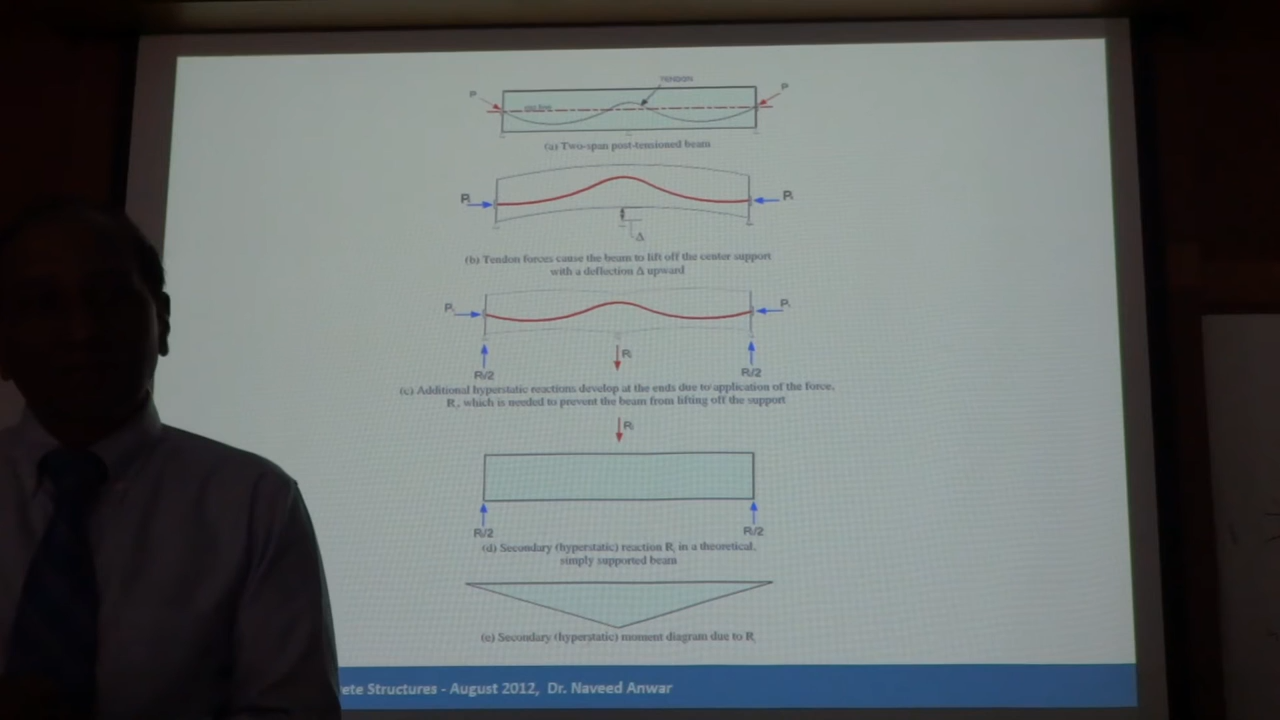 TENDON
P
P
(a) Two-span post-tensioned beam
P
P
Δ
(b) Tendon forces cause the beam to lift off the center support
with a deflection Δ upward
P
P
R
R/2
R/2
(c) Additional hyperstatic reactions develop at the ends due to application of the force,
R, which is needed to prevent the beam from lifting off the support
R
R/2
R/2
(d) Secondary (hyperstatic) reaction R, in a theoretical,
simply supported beam
(e) Secondary (hyperstatic) moment diagram due to R
ete Structures - August 2012, Dr. Naveed Anwar